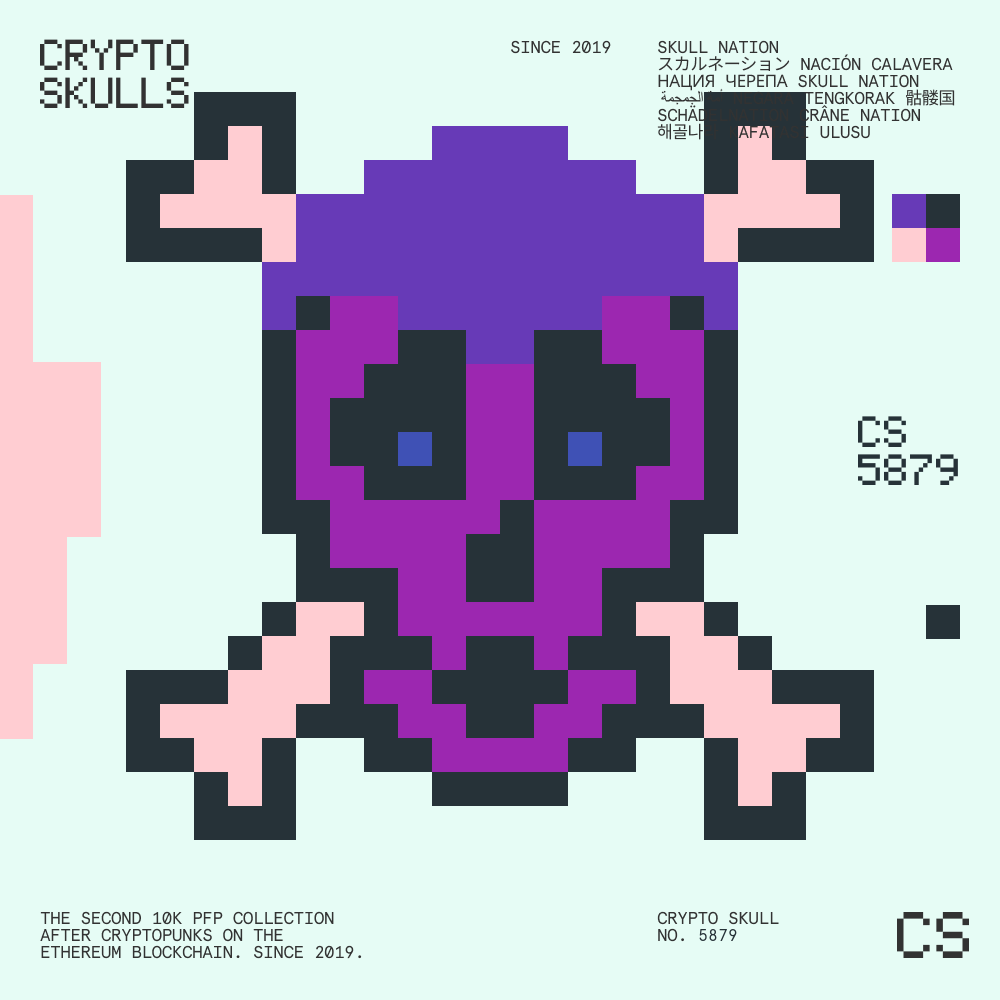 CRYPTO
SKULLS
SINCE 2019
SKULL NATION
スカルネーション NACIÓN CALAVERA
НАЦИЯ ЧЕРЕПА SKULL NATION
الجمجمة TENGKORAK 骷髅国
CRÂNE NATION
해골나 ULUSU
CS
5879
THE SECOND 10K PFP COLLECTION
AFTER CRYPTOPUNKS ON THE
ETHEREUM BLOCKCHAIN. SINCE 2019.
CRYPTO SKULL
NO. 5879
CS